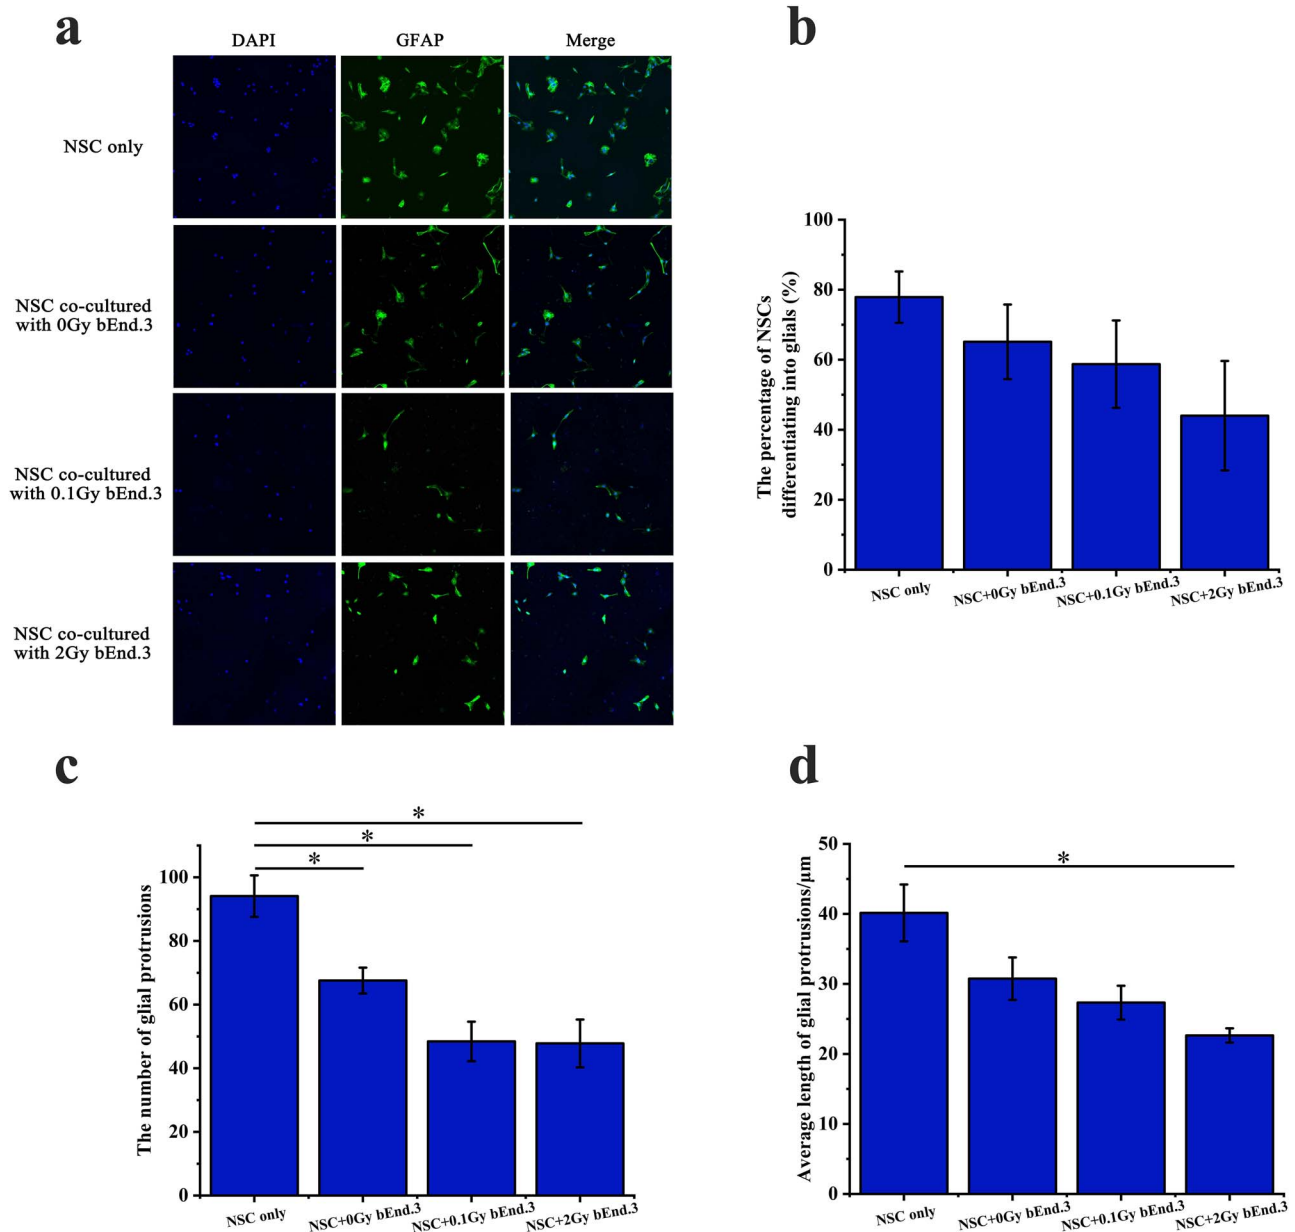 a
DAPI GFAP Merge
NSC only
NSC co-cultured
with 0Gy bEnd.3
NSC co-cultured
with 0.1Gy bEnd.3
NSC co-cultured
with 2Gy bEnd.3
b
The percentage of NSCs
differentiating into glials (%)
100
80
60
40
20
0
NSC only NSC+0Gy bEnd.3 NSC+0.1Gy bEnd.3 NSC+2Gy bEnd.3
c
The number of glial protrusions
*
*
*
100
80
60
40
20
0
NSC only NSC+0Gy bEnd.3 NSC+0.1Gy bEnd.3 NSC+2Gy bEnd.3
d
Average length of glial protrusions/μm
*
50
40
30
20
10
0
NSC only NSC+0Gy bEnd.3 NSC+0.1Gy bEnd.3 NSC+2Gy bEnd.3